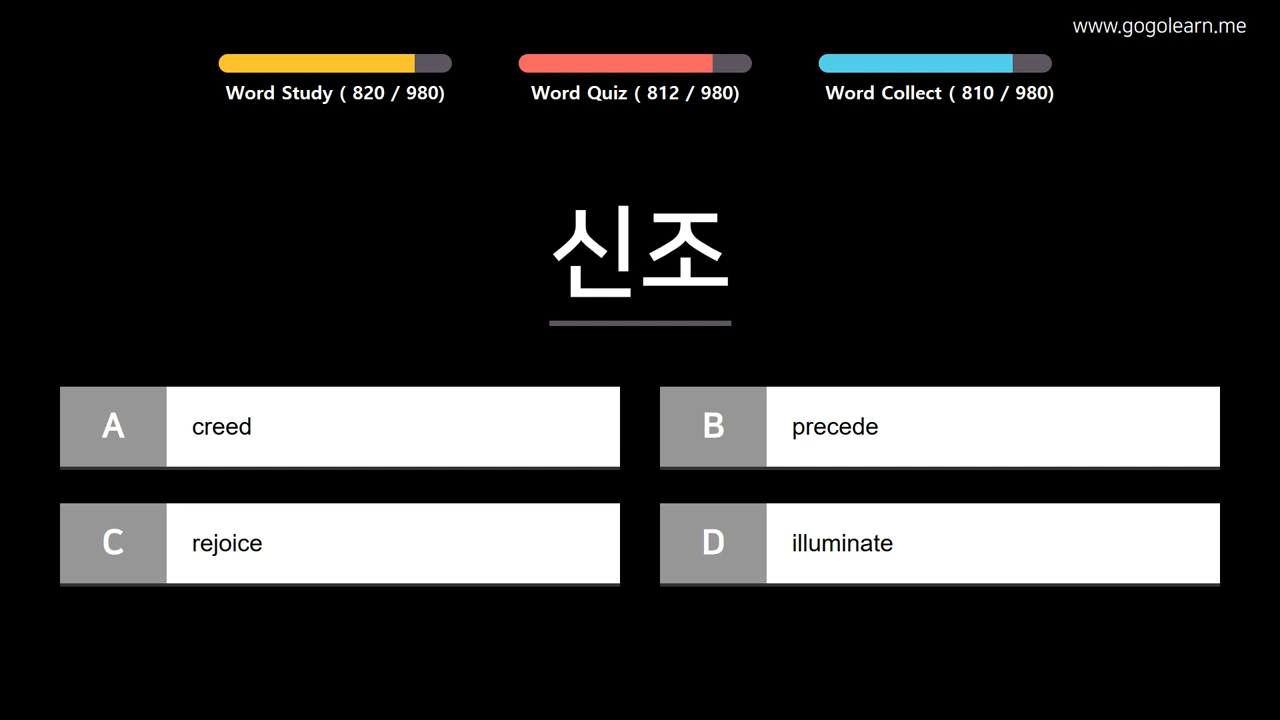 www.gogolearn.me
Word Study ( 820 / 980)
Word Quiz ( 812 / 980)
Word Collect ( 810 / 980)
신조
A creed
B precede
C rejoice
D illuminate